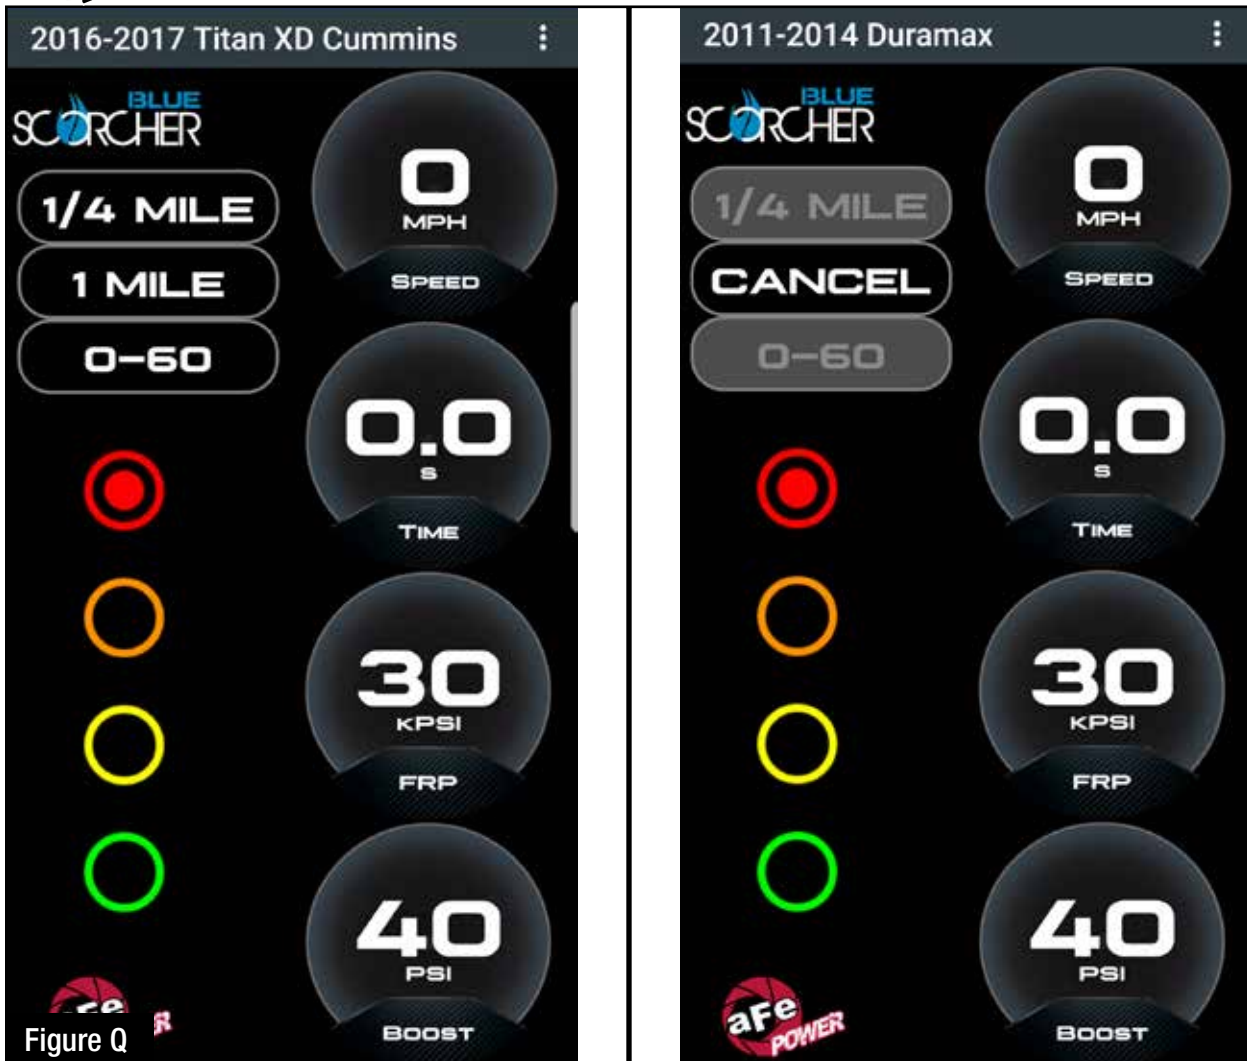 2016-2017 Titan XD Cummins
BLUE
SCORCHER
1/4 MILE
1 MILE
0-60
0
MPH
SPEED
0.0
S
TIME
30
KPSI
FRP
40
PSI
BOOST
aFe
Figure Q
2011-2014 Duramax
BLUE
SCORCHER
1/4 MILE
CANCEL
0-60
0
MPH
SPEED
0.0
S
TIME
30
KPSI
FRP
40
PSI
BOOST
aFe
POWER